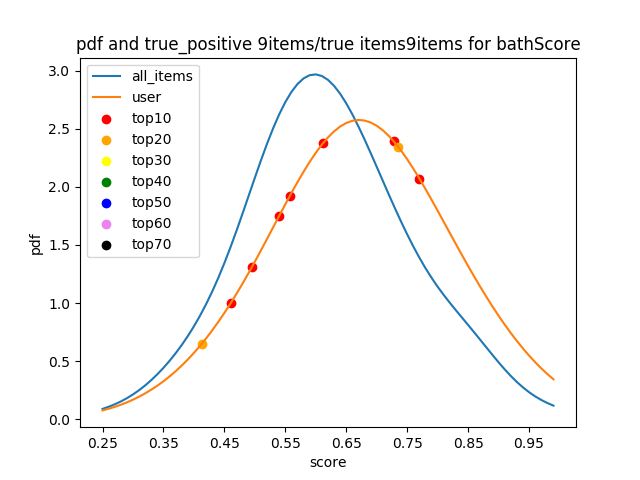 pdf and true_positive 9items/true items9items for bathScore
3.0
2.5
2.0
1.5
1.0
0.5
0.0
pdf
all_items
user
top10
top20
top30
top40
top50
top60
top70
0.25 0.35 0.45 0.55 0.65 0.75 0.85 0.95
score